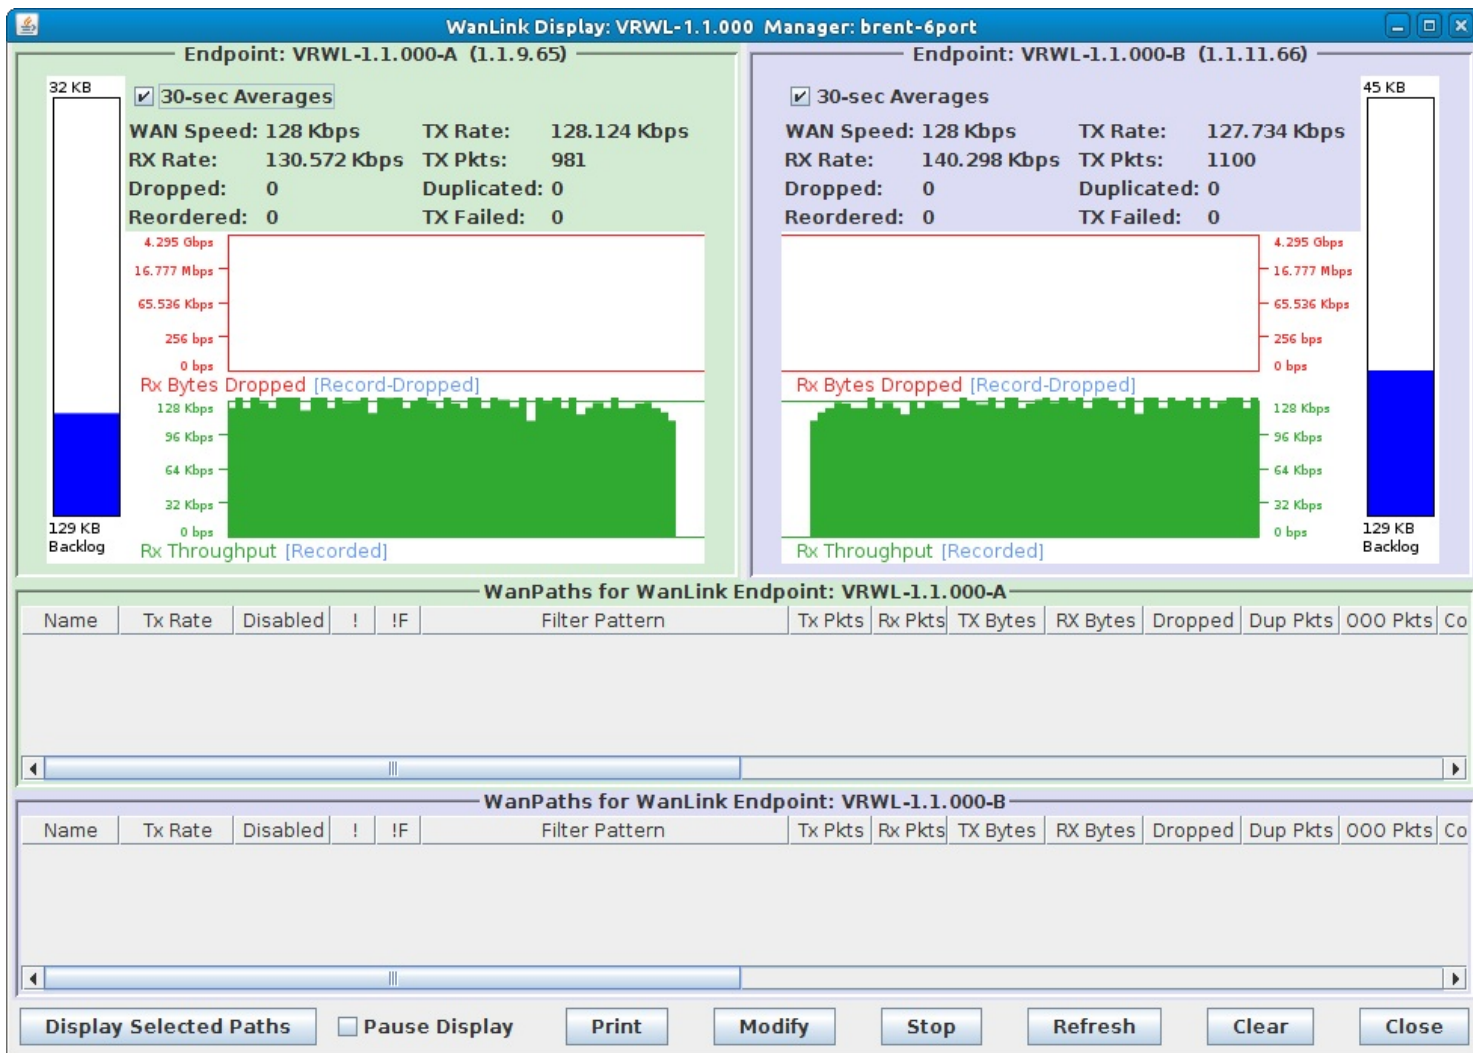 WanLink Display: VRWL-1.1.000 Manager: brent-6port
Endpoint: VRWL-1.1.000-A (1.1.9.65)
32 KB
30-sec Averages
WAN Speed: 128 Kbps TX Rate: 128.124 Kbps
RX Rate: 130.572 Kbps TX Pkts: 981
Dropped: 0 Duplicated: 0
Reordered: 0 TX Failed: 0
4.295 Gbps
16.777 Mbps
65.536 Kbps
256 bps
0 bps
Rx Bytes Dropped [Record-Dropped]
128 Kbps
96 Kbps
64 Kbps
32 Kbps
0 bps
129 KB
Backlog
Rx Throughput [Recorded]
Endpoint: VRWL-1.1.000-B (1.1.11.66)
45 KB
30-sec Averages
WAN Speed: 128 Kbps TX Rate: 127.734 Kbps
RX Rate: 140.298 Kbps TX Pkts: 1100
Dropped: 0 Duplicated: 0
Reordered: 0 TX Failed: 0
4.295 Gbps
16.777 Mbps
65.536 Kbps
256 bps
0 bps
Rx Bytes Dropped [Record-Dropped]
128 Kbps
96 Kbps
64 Kbps
32 Kbps
0 bps
129 KB
Backlog
Rx Throughput [Recorded]
WanPaths for WanLink Endpoint: VRWL-1.1.000-A
Name Tx Rate Disabled ! !F Filter Pattern Tx Pkts Rx Pkts TX Bytes RX Bytes Dropped Dup Pkts OOO Pkts Co
WanPaths for WanLink Endpoint: VRWL-1.1.000-B
Name Tx Rate Disabled ! !F Filter Pattern Tx Pkts Rx Pkts TX Bytes RX Bytes Dropped Dup Pkts OOO Pkts Co
Display Selected Paths Pause Display Print Modify Stop Refresh Clear Close